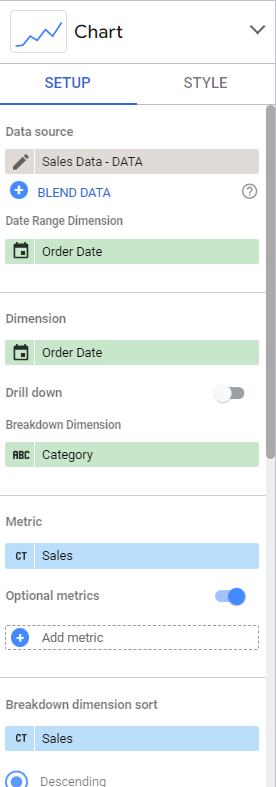 Chart
SETUP STYLE
Data source
Sales Data - DATA
BLEND DATA
Date Range Dimension
Order Date
Dimension
Order Date
Drill down
Breakdown Dimension
ABC Category
Metric
CT Sales
Optional metrics
Add metric
Breakdown dimension sort
CT Sales
Descending